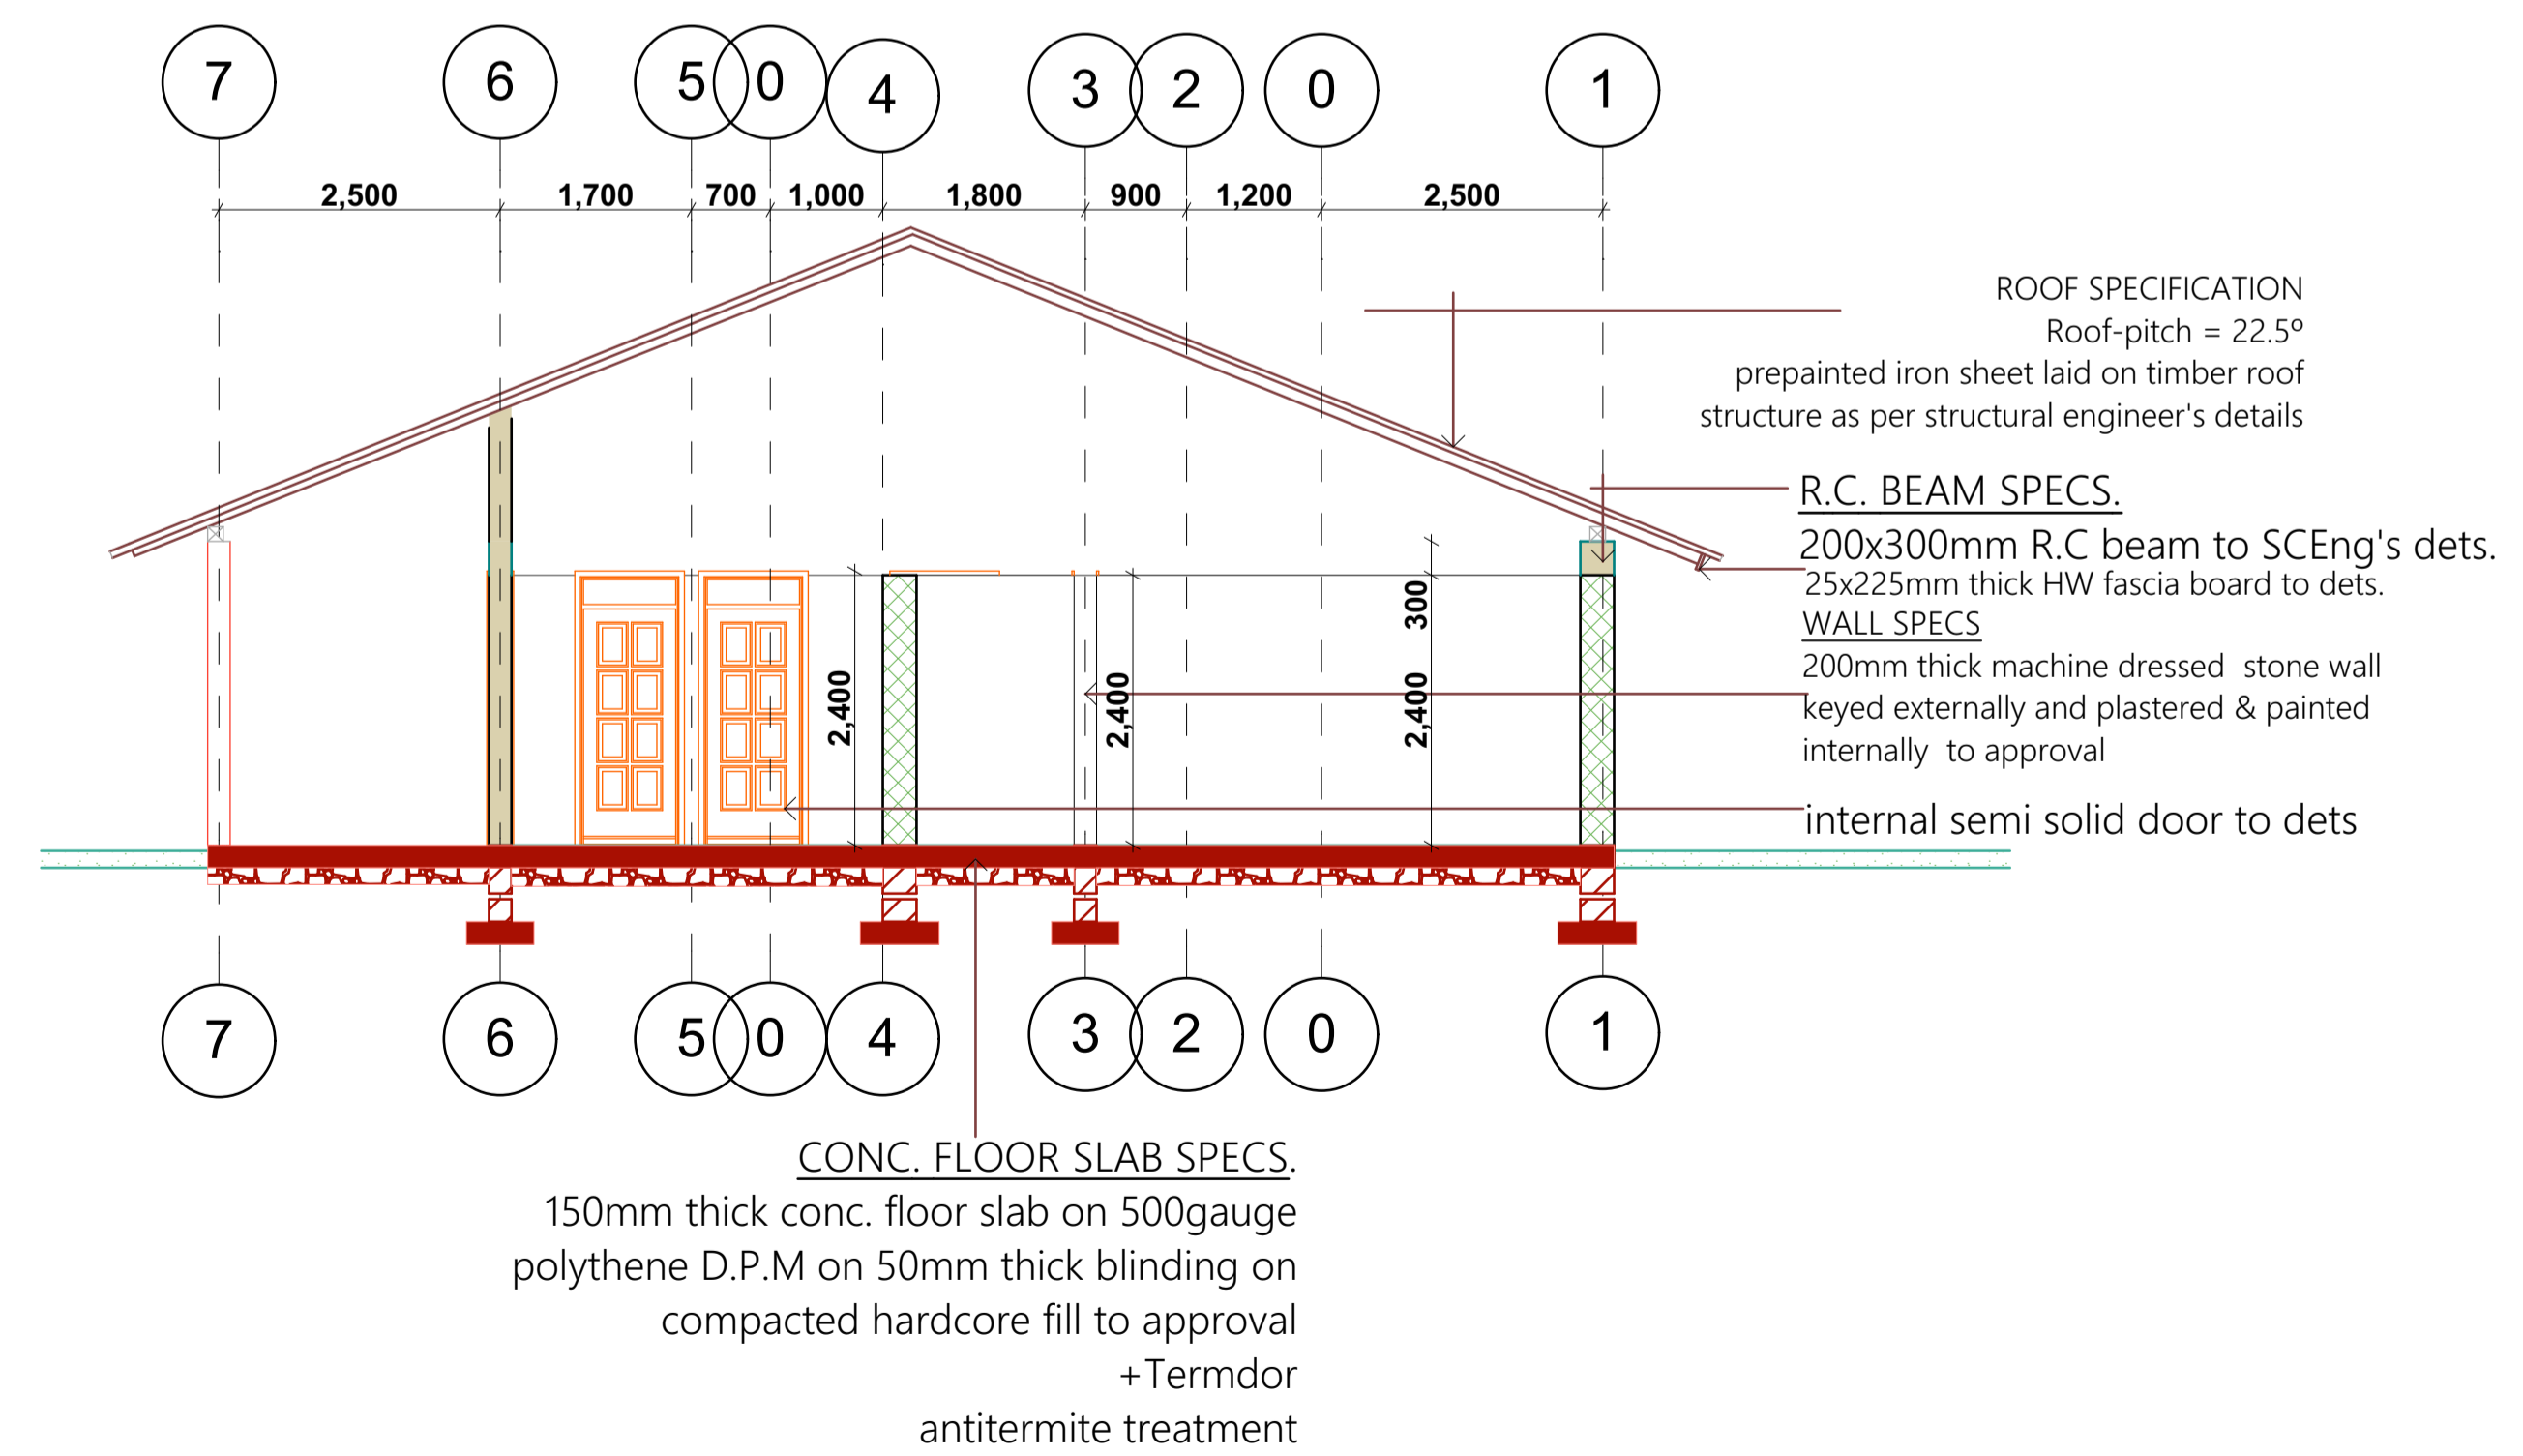 7 6 5 0 4 3 2 0 1
2,500 1,700 700 1,000 1,800 900 1,200 2,500
ROOF SPECIFICATION
Roof-pitch = 22.5º
prepainted iron sheet laid on timber roof
structure as per structural engineer's details
R.C. BEAM SPECS.
200x300mm R.C beam to SCEng's dets.
25x225mm thick HW fascia board to dets.
WALL SPECS
200mm thick machine dressed stone wall
keyed externally and plastered & painted
internally to approval
internal semi solid door to dets
2,400
2,400
300
2,400
7 6 5 0 4 3 2 0 1
CONC. FLOOR SLAB SPECS.
150mm thick conc. floor slab on 500gauge
polythene D.P.M on 50mm thick blinding on
compacted hardcore fill to approval
+Termdor
antitermite treatment